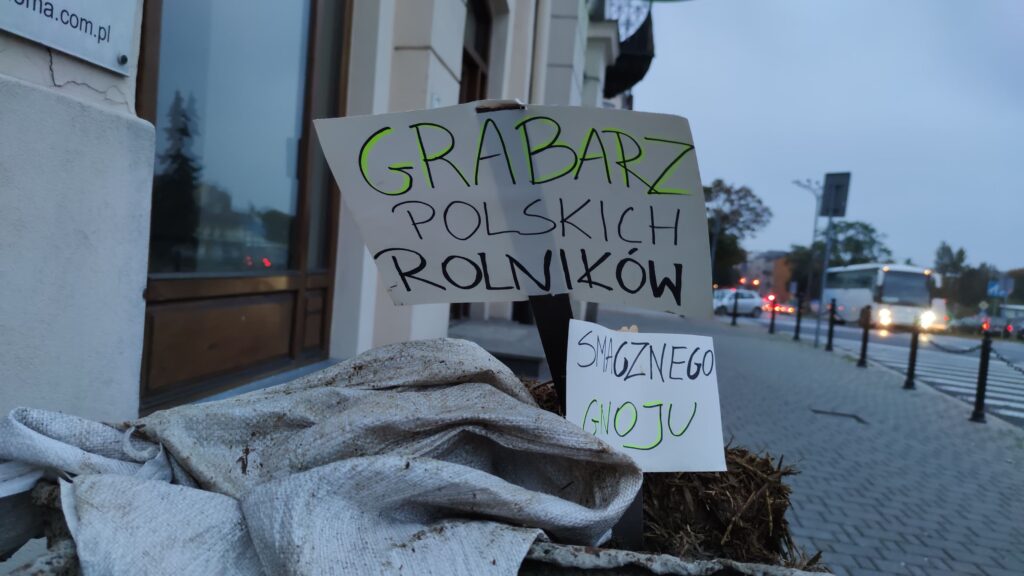 oma.com.pl
GRABARZ
POLSKICH
ROLNIKÓW
SMACZNEGO
GNOJU